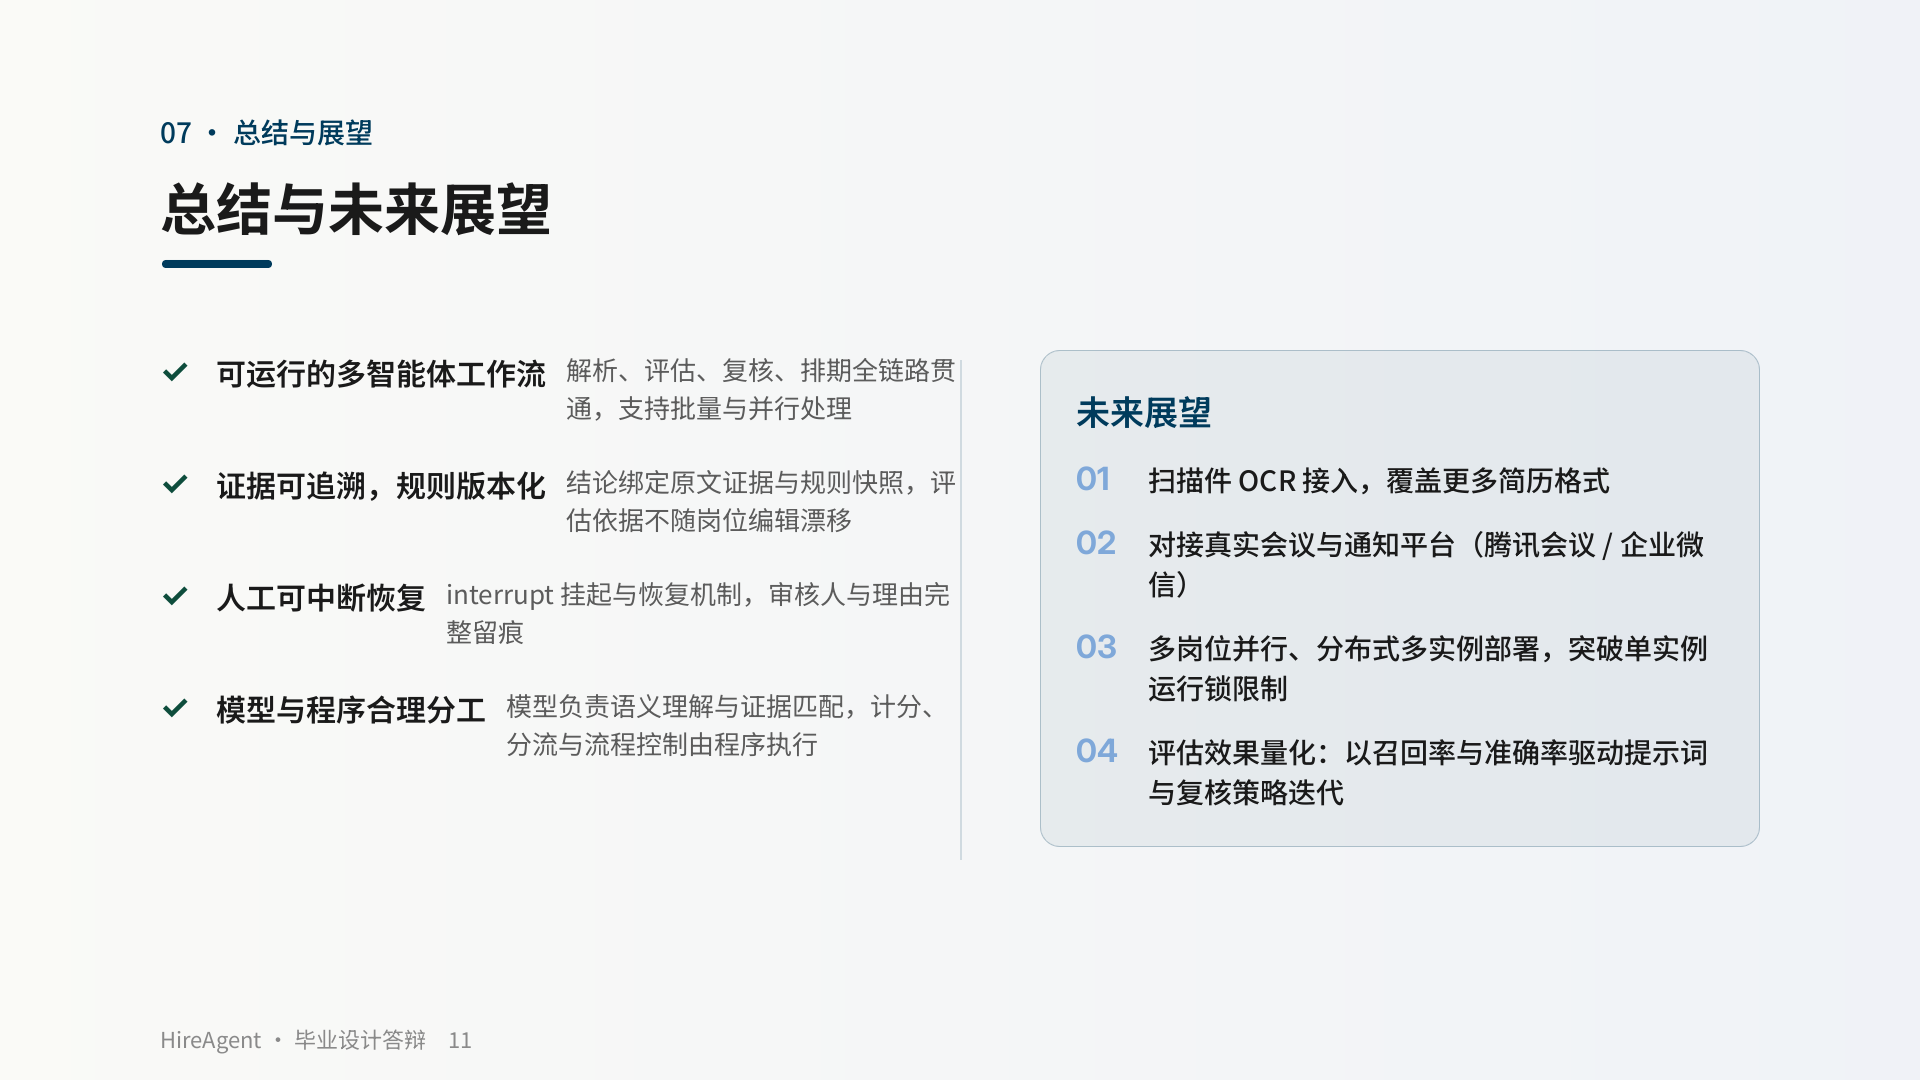 07 • 总结与展望
总结与未来展望
可运行的多智能体工作流
解析、评估、复核、排期全链路贯
通，支持批量与并行处理
证据可追溯，规则版本化
结论绑定原文证据与规则快照，评
估依据不随岗位编辑漂移
人工可中断恢复
interrupt 挂起与恢复机制，审核人与理由完
整留痕
模型与程序合理分工
模型负责语义理解与证据匹配，计分、
分流与流程控制由程序执行
未来展望
01 扫描件 OCR 接入，覆盖更多简历格式
02 对接真实会议与通知平台（腾讯会议 / 企业微
信）
03 多岗位并行、分布式多实例部署，突破单实例
运行锁限制
04 评估效果量化：以召回率与准确率驱动提示词
与复核策略迭代
HireAgent • 毕业设计答辩 11